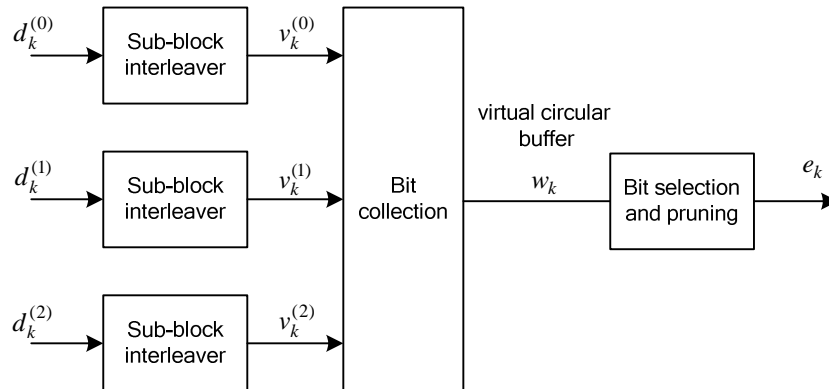 d_k^{(0)}
Sub-block
interleaver
v_k^{(0)}
d_k^{(1)}
Sub-block
interleaver
v_k^{(1)}
d_k^{(2)}
Sub-block
interleaver
v_k^{(2)}
Bit
collection
virtual circular
buffer
w_k
Bit selection
and pruning
e_k